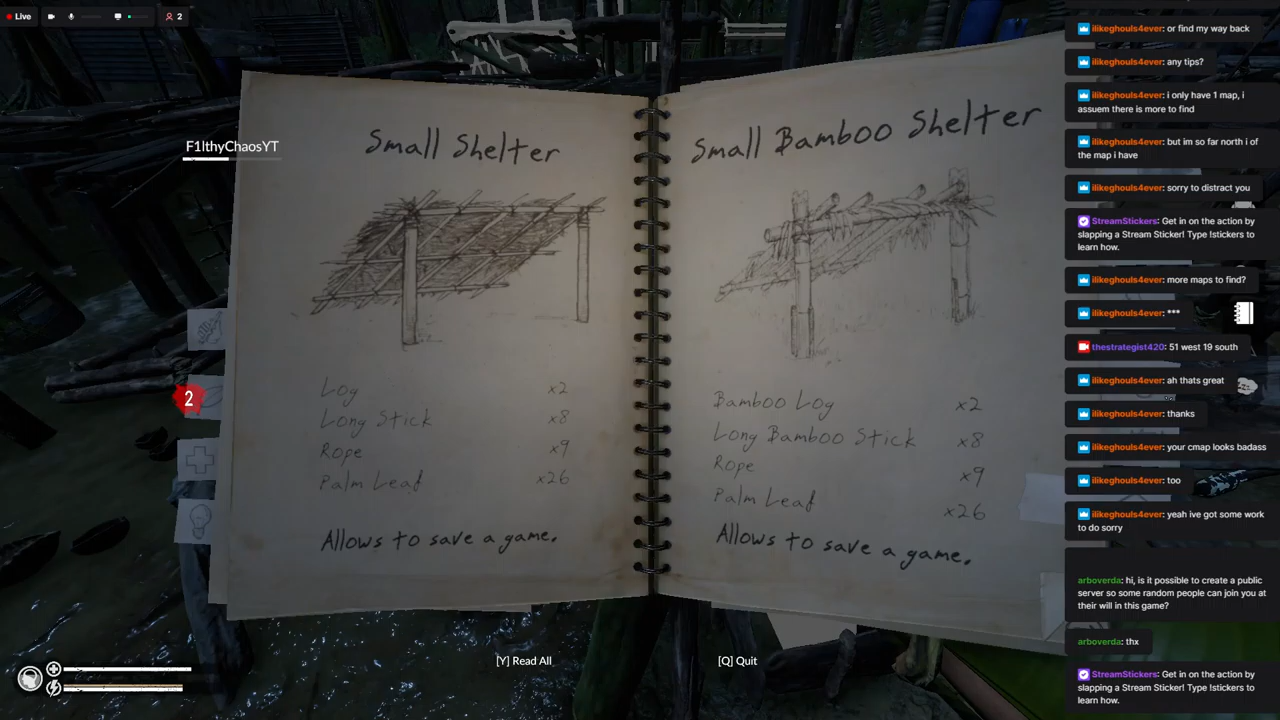 Live
2
F1lthyChaosYT
Small Shelter
Log x2
Long Stick x8
Rope x9
Palm Leaf x26
Allows to save a game.
Small Bamboo Shelter
Bamboo Log x2
Long Bamboo Stick x8
Rope x9
Palm Leaf x26
Allows to save a game.
2
[Y] Read All
[Q] Quit
ilikeghouls4ever: or find my way back
ilikeghouls4ever: any tips?
ilikeghouls4ever: i only have 1 map, i
assuem there is more to find
ilikeghouls4ever: but im so far north i of
the map i have
ilikeghouls4ever: sorry to distract you
StreamStickers: Get in on the action by
slapping a Stream Sticker! Type !stickers to
learn how.
ilikeghouls4ever: more maps to find?
ilikeghouls4ever: ***
thestrategist420: 51 west 19 south
ilikeghouls4ever: ah thats great
ilikeghouls4ever: thanks
ilikeghouls4ever: your cmap looks badass
ilikeghouls4ever: too
ilikeghouls4ever: yeah ive got some work
to do sorry
arboverda: hi, is it possible to create a public
server so some random people can join you at
their will in this game?
arboverda: thx
StreamStickers: Get in on the action by
slapping a Stream Sticker! Type !stickers to
learn how.